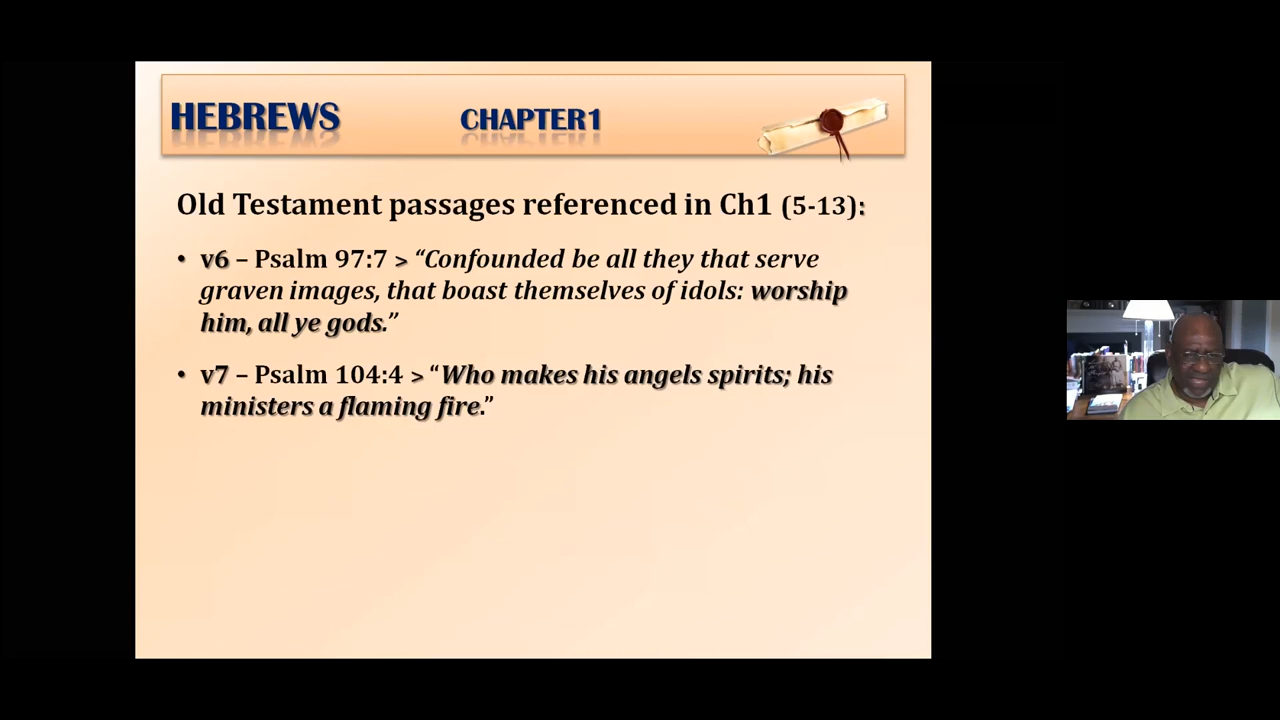 HEBREWS CHAPTER1
Old Testament passages referenced in Ch1 (5-13):
• v6 – Psalm 97:7 > “Confounded be all they that serve
graven images, that boast themselves of idols: worship
him, all ye gods.”
• v7 – Psalm 104:4 > “Who makes his angels spirits; his
ministers a flaming fire.”